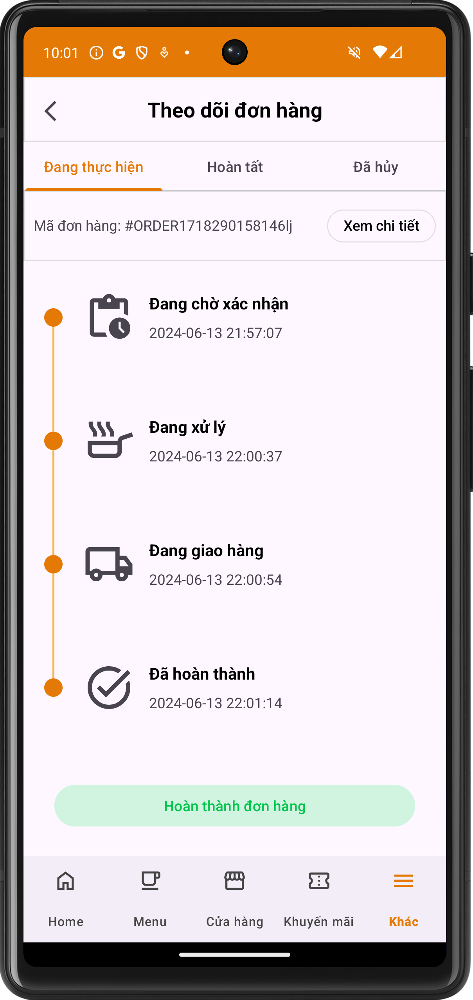 10:01
Theo dõi đơn hàng
Đang thực hiện Hoàn tất Đã hủy
Mã đơn hàng: #ORDER1718290158146lj Xem chi tiết
Đang chờ xác nhận
2024-06-13 21:57:07
Đang xử lý
2024-06-13 22:00:37
Đang giao hàng
2024-06-13 22:00:54
Đã hoàn thành
2024-06-13 22:01:14
Hoàn thành đơn hàng
Home Menu Cửa hàng Khuyến mãi Khác